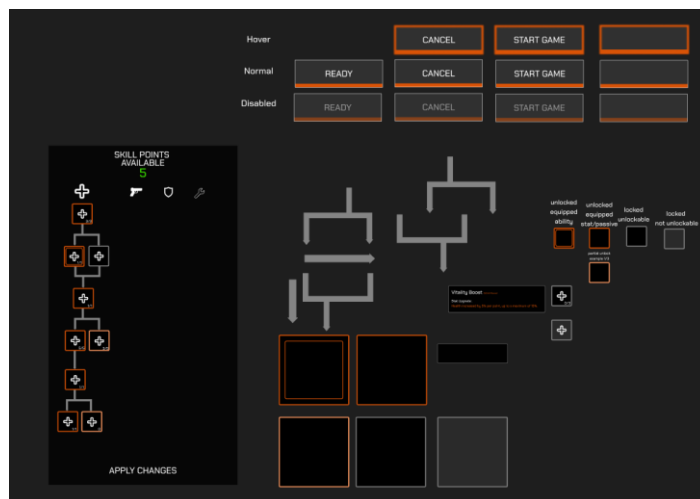 Hover
CANCEL
START GAME
Normal
READY
CANCEL
START GAME
Disabled
READY
CANCEL
START GAME
SKILL POINTS
AVAILABLE
5
unlocked
equipped
ability
unlocked
equipped
stat/passive
locked
unlockable
locked
not unlockable
Vitality Boost
APPLY CHANGES